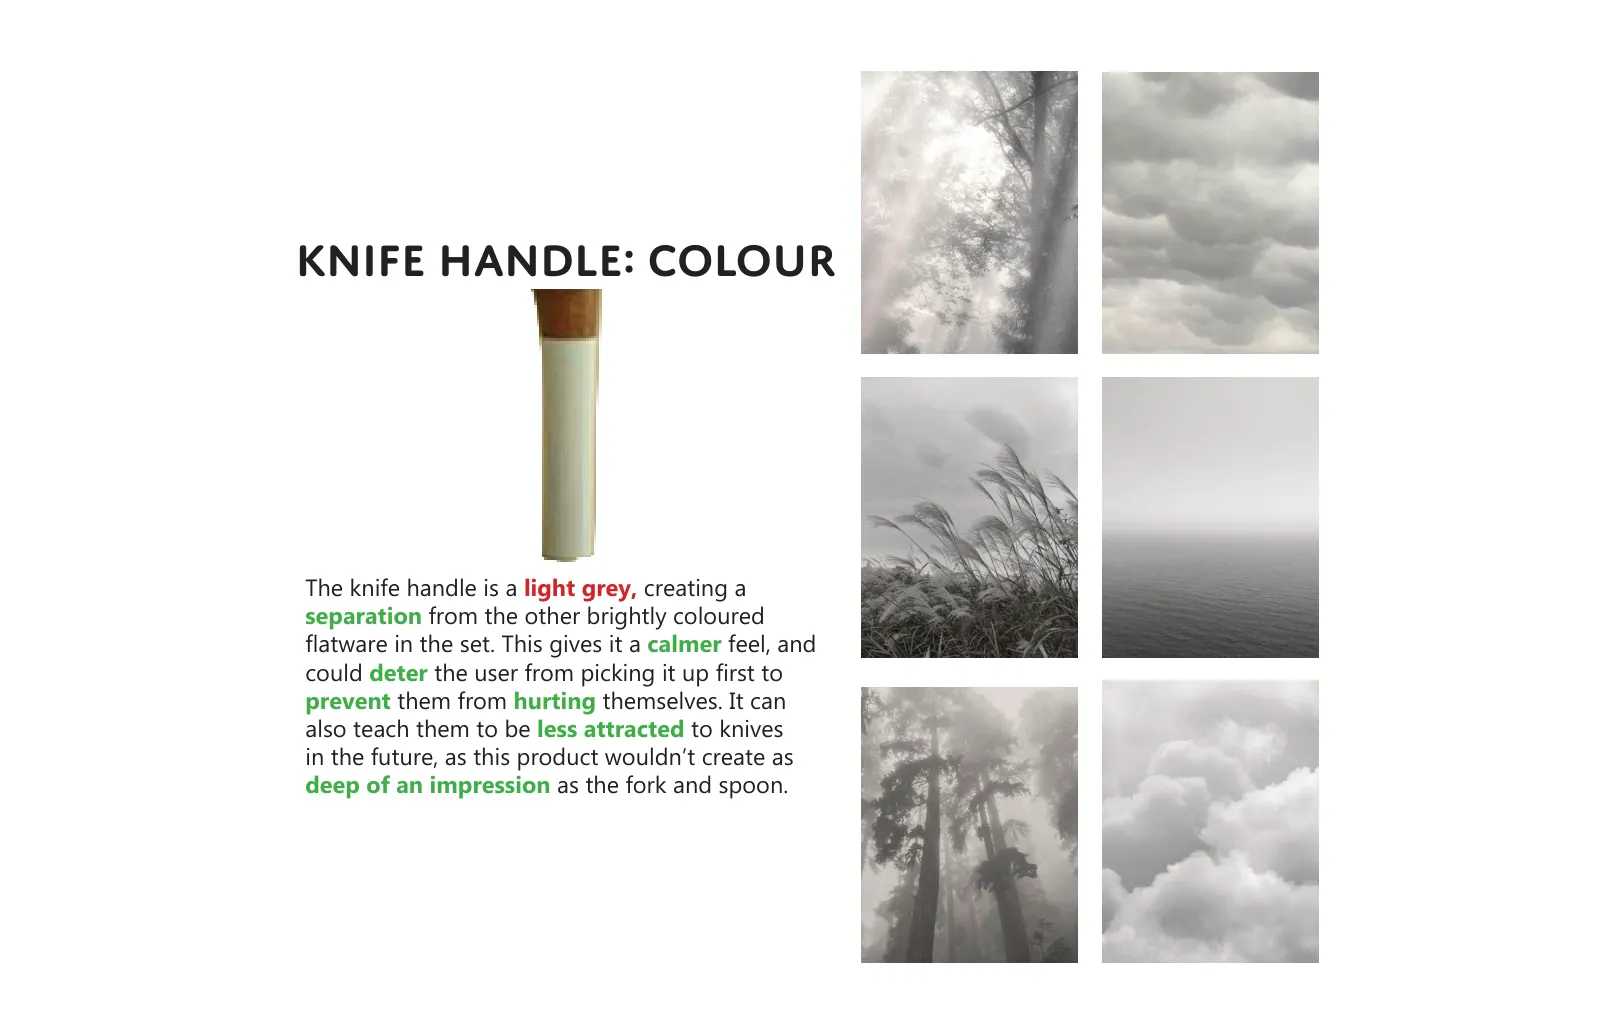 KNIFE HANDLE: COLOUR
The knife handle is a light grey, creating a
separation from the other brightly coloured
flatware in the set. This gives it a calmer feel, and
could deter the user from picking it up first to
prevent them from hurting themselves. It can
also teach them to be less attracted to knives
in the future, as this product wouldn’t create as
deep of an impression as the fork and spoon.